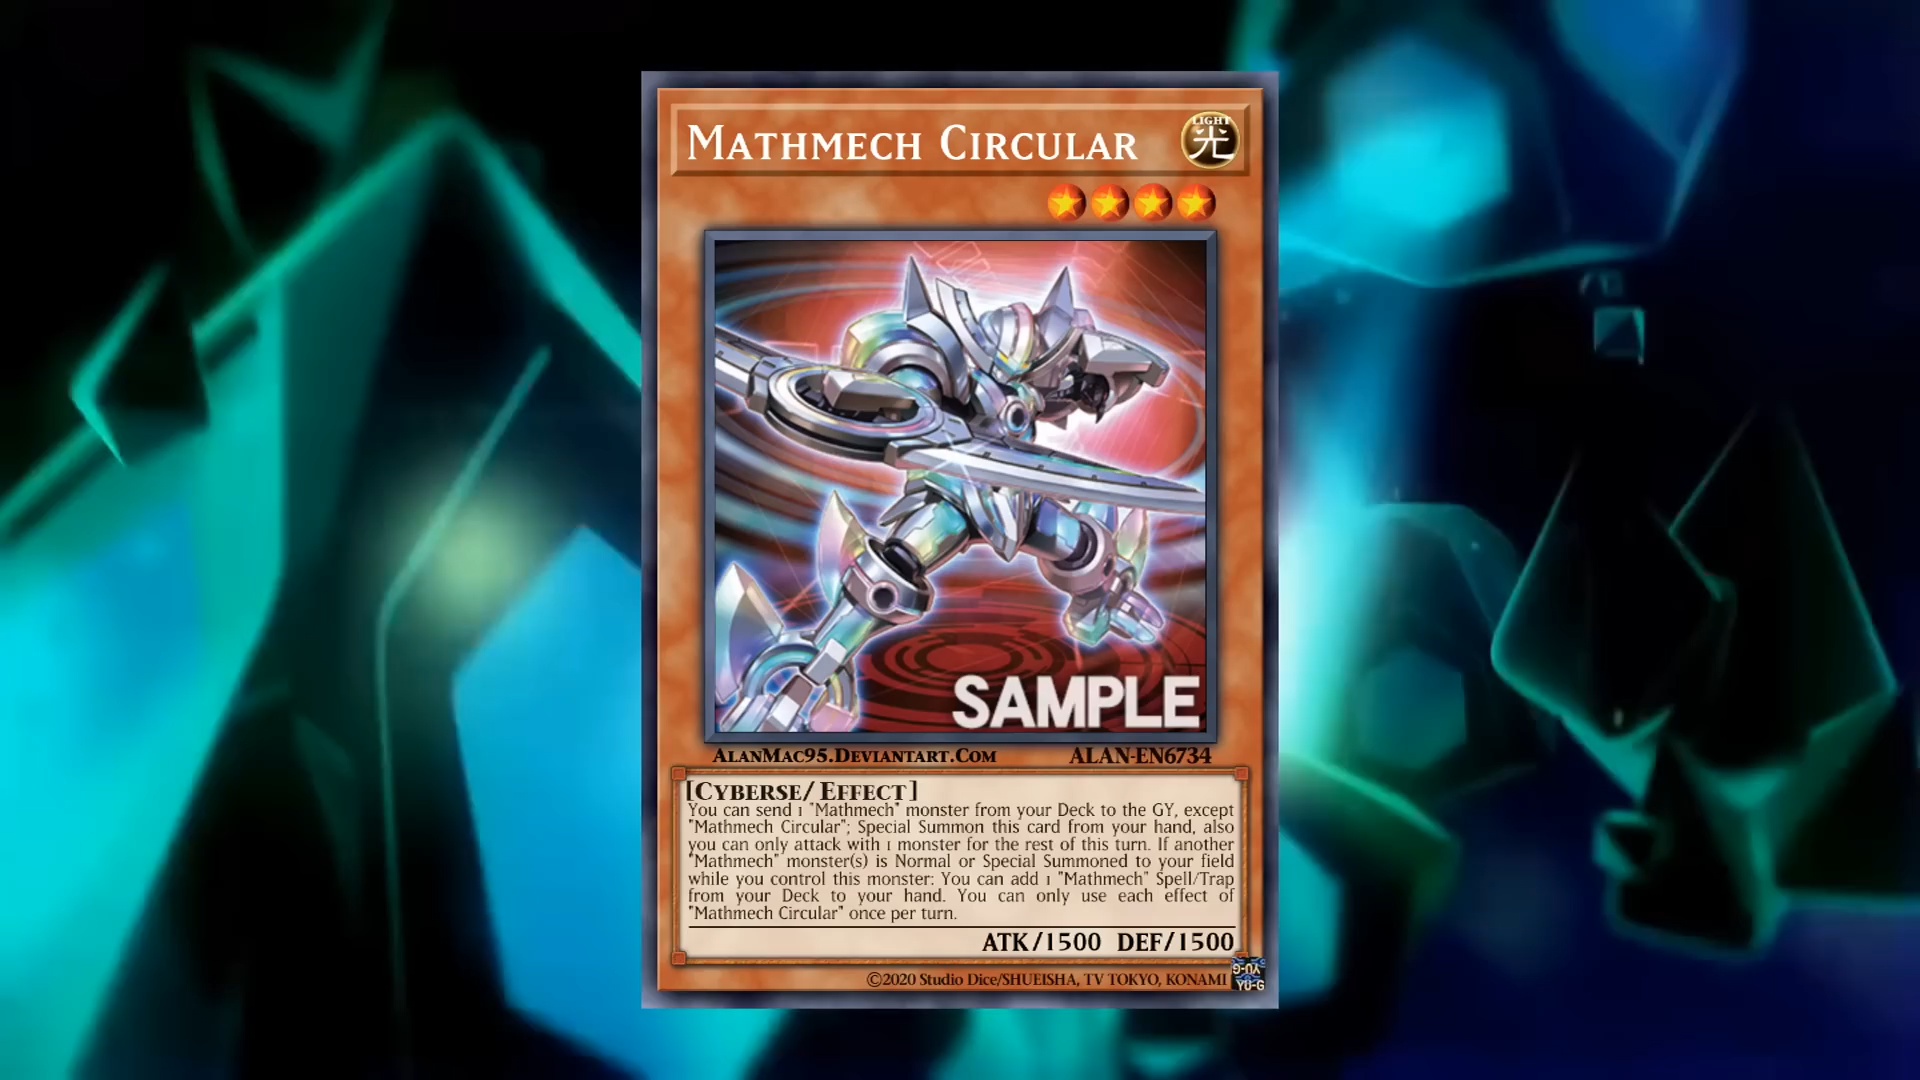 Mathmech Circular
LIGHT
光
SAMPLE
AlanMac95.Deviantart.Com ALAN-EN6734
[Cyberse/Effect]
You can send 1 "Mathmech" monster from your Deck to the GY, except
"Mathmech Circular"; Special Summon this card from your hand, also
you can only attack with 1 monster for the rest of this turn. If another
"Mathmech" monster(s) is Normal or Special Summoned to your field
while you control this monster: You can add 1 "Mathmech" Spell/Trap
from your Deck to your hand. You can only use each effect of
"Mathmech Circular" once per turn.
ATK/1500 DEF/1500
©2020 Studio Dice/SHUEISHA, TV TOKYO, KONAMI